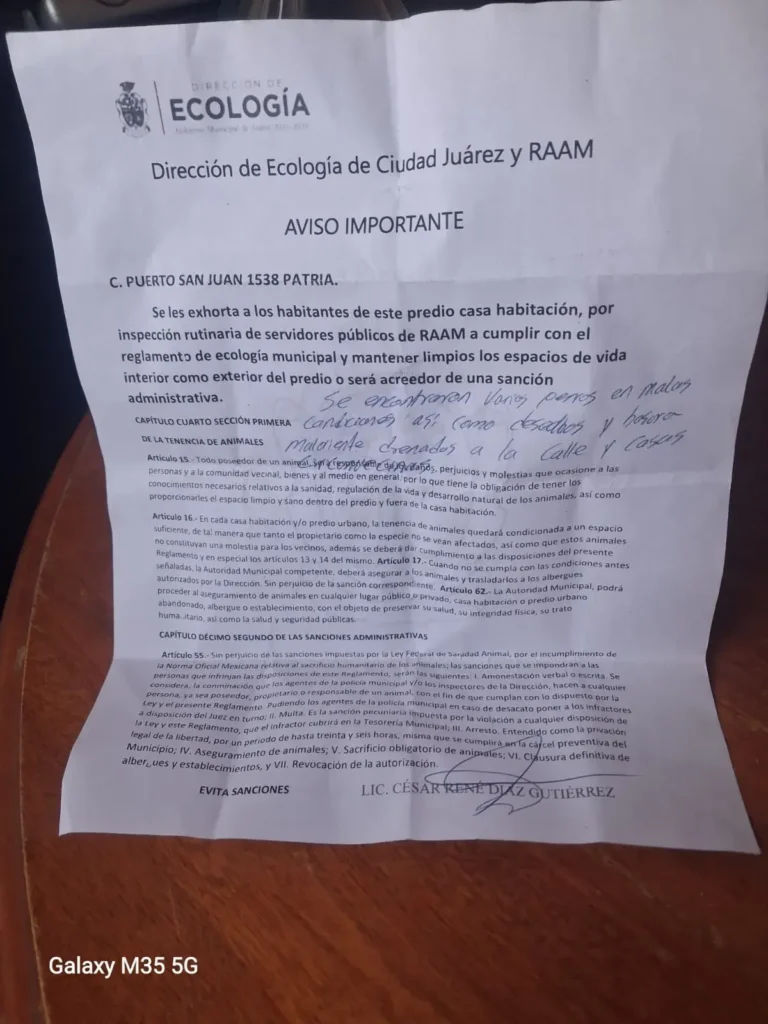 DIRECCIÓN DE
ECOLOGÍA
Dirección de Ecología de Ciudad Juárez y RAAM
AVISO IMPORTANTE
C. PUERTO SAN JUAN 1538 PATRIA.
Se les exhorta a los habitantes de este predio casa habitación, por
inspección rutinaria de servidores públicos de RAAM a cumplir con el
reglamento de ecología municipal y mantener limpios los espacios de vida
interior como exterior del predio o será acreedor de una sanción
administrativa.
Se encontraron varios perros en malas
CAPÍTULO CUARTO SECCIÓN PRIMERA
condiciones así como desechos y basura
DE LA TENENCIA DE ANIMALES
maloriente drenados a la calle y casas
Artículo 15.- Todo poseedor de un animal, será responsable de los daños, perjuicios y molestias que ocasione a las
personas y a la comunidad vecinal, bienes y al medio en general, por lo que tiene la obligación de tener los
conocimientos necesarios relativos a la sanidad, regulación de la vida y desarrollo natural de los animales, así como
proporcionarles el espacio limpio y sano dentro del predio y fuera de la casa habitación.
Artículo 16.- En cada casa habitación y/o predio urbano, la tenencia de animales quedará condicionada a un espacio
suficiente, de tal manera que tanto el propietario como la especie no se vean afectados, así como que estos animales
no constituyan una molestia para los vecinos, además se deberá dar cumplimiento a las disposiciones del presente
Reglamento y en especial los artículos 13 y 14 del mismo. Artículo 17.- Cuando no se cumpla con las condiciones antes
señaladas, la Autoridad Municipal competente, deberá asegurar a los animales y trasladarlos a los albergues
autorizados por la Dirección. Sin perjuicio de la sanción correspondiente. Artículo 62.- La Autoridad Municipal, podrá
proceder al aseguramiento de animales en cualquier lugar público o privado, casa habitación o predio urbano
abandonado, albergue o establecimiento, con el objeto de preservar su salud, su integridad física, su trato
humanitario, así como la salud y seguridad públicas.
CAPÍTULO DÉCIMO SEGUNDO DE LAS SANCIONES ADMINISTRATIVAS
Artículo 55.- Sin perjuicio de las sanciones impuestas por la Ley Federal de Sanidad Animal, por el incumplimiento de
la Norma Oficial Mexicana relativa al sacrificio humanitario de los animales; las sanciones que se impondrán a las
personas que infrinjan las disposiciones de este Reglamento, serán las siguientes: I. Amonestación verbal o escrita. Se
considera, la conminación que los agentes de la policía municipal y/o los inspectores de la Dirección, hacen a cualquier
persona, ya sea poseedor, propietario o responsable de un animal, con el fin de que cumplan con lo dispuesto por la
Ley y el presente Reglamento. Pudiendo los agentes de la policía municipal en caso de desacato poner a los infractores
a disposición del Juez en turno; II. Multa. Es la sanción pecuniaria impuesta por la violación a cualquier disposición de
la Ley y este Reglamento, que el infractor cubrirá en la Tesorería Municipal; III. Arresto. Entendido como la privación
legal de la libertad, por un periodo de hasta treinta y seis horas, misma que se cumplirá en la cárcel preventiva del
Municipio; IV. Aseguramiento de animales; V. Sacrificio obligatorio de animales; VI. Clausura definitiva de
albergues y establecimientos, y VII. Revocación de la autorización.
EVITA SANCIONES
LIC. CÉSAR RENÉ DÍAZ GUTIÉRREZ
Galaxy M35 5G